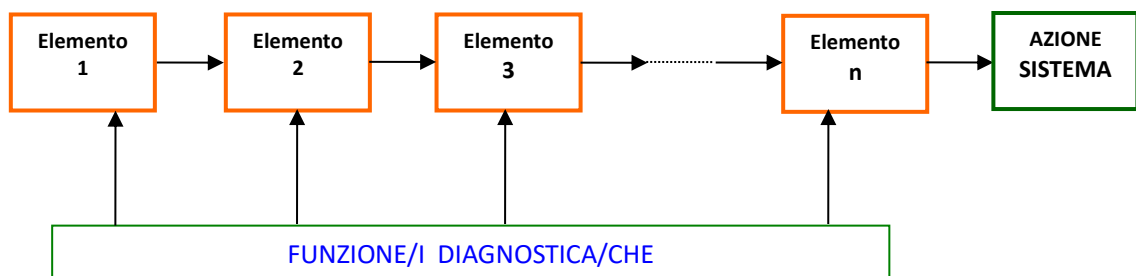 Elemento
1
Elemento
2
Elemento
3
Elemento
n
AZIONE
SISTEMA
FUNZIONE/I DIAGNOSTICA/CHE